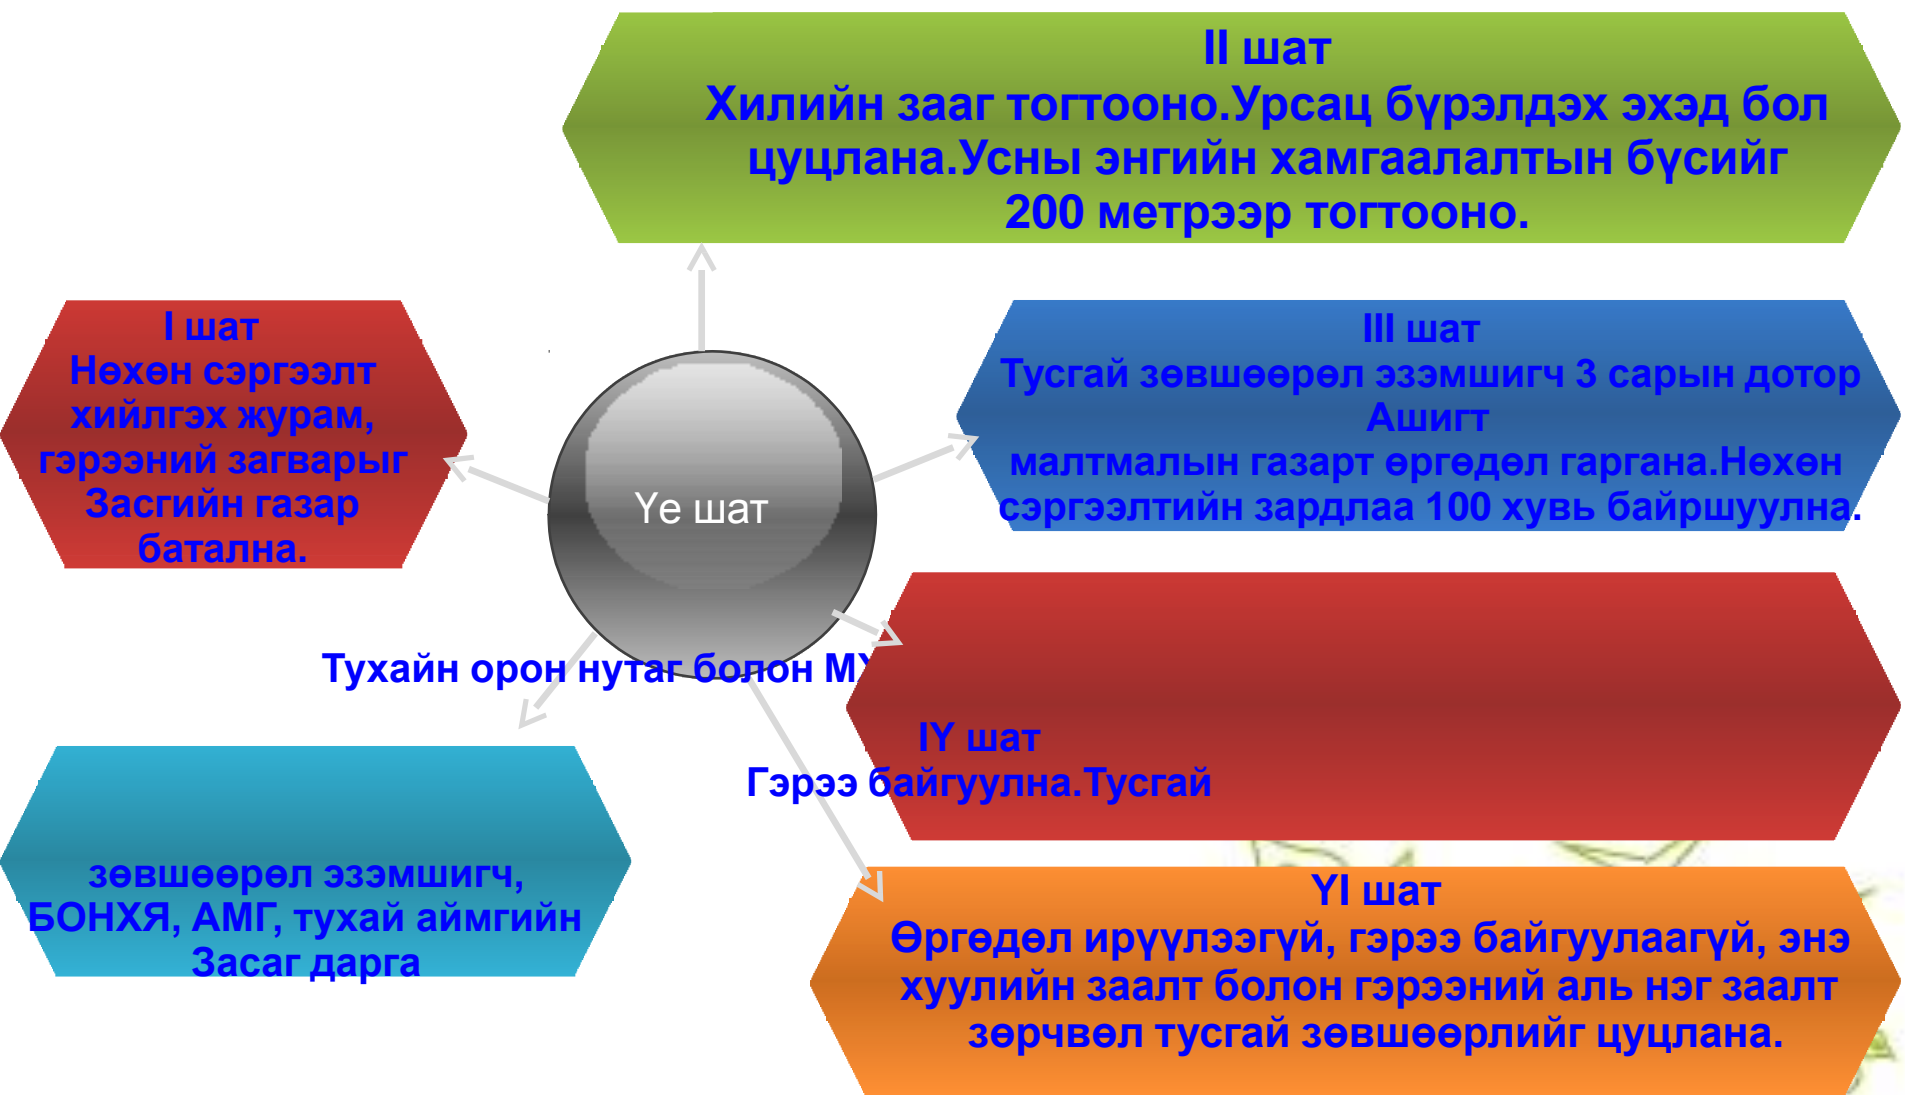 II шат
Хилийн зааг тогтооно.Урсац бүрэлдэх эхэд бол
цуцлана.Усны энгийн хамгаалалтын бүсийг
200 метрээр тогтооно.
I шат
Нөхөн сэргээлт
хийлгэх журам,
гэрээний загварыг
Засгийн газар
батална.
III шат
Тусгай зөвшөөрөл эзэмшигч 3 сарын дотор
Ашигт
малтмалын газарт өргөдөл гаргана.Нөхөн
сэргээлтийн зардлаа 100 хувь байршуулна.
Үе шат
Тухайн орон нутаг болон
IҮ шат
Гэрээ байгуулна.Тусгай
зөвшөөрөл эзэмшигч,
БОНХЯ, АМГ, тухай аймгийн
Засаг дарга
ҮI шат
Өргөдөл ирүүлээгүй, гэрээ байгуулаагүй, энэ
хуулийн заалт болон гэрээний аль нэг заалт
зөрчвөл тусгай зөвшөөрлийг цуцлана.